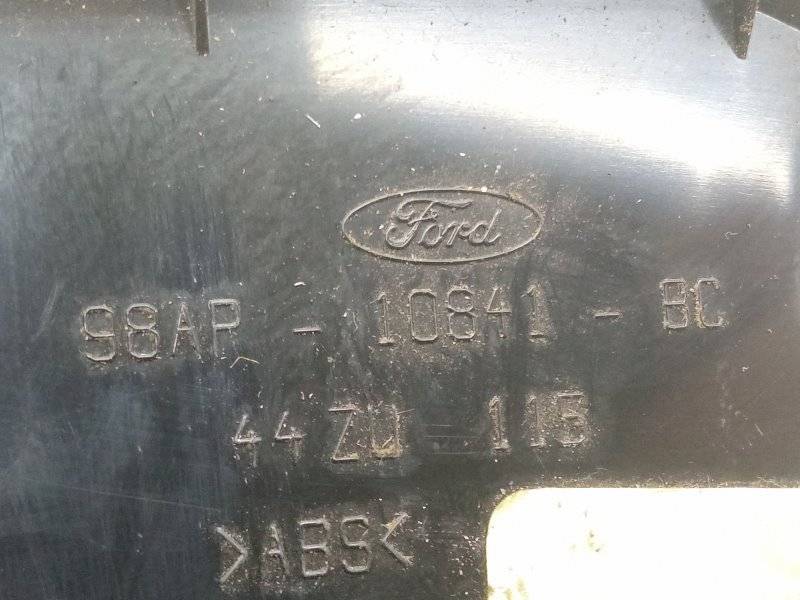 Ford
98AP - 10841 - BC
44 ZU 115
>ABS<